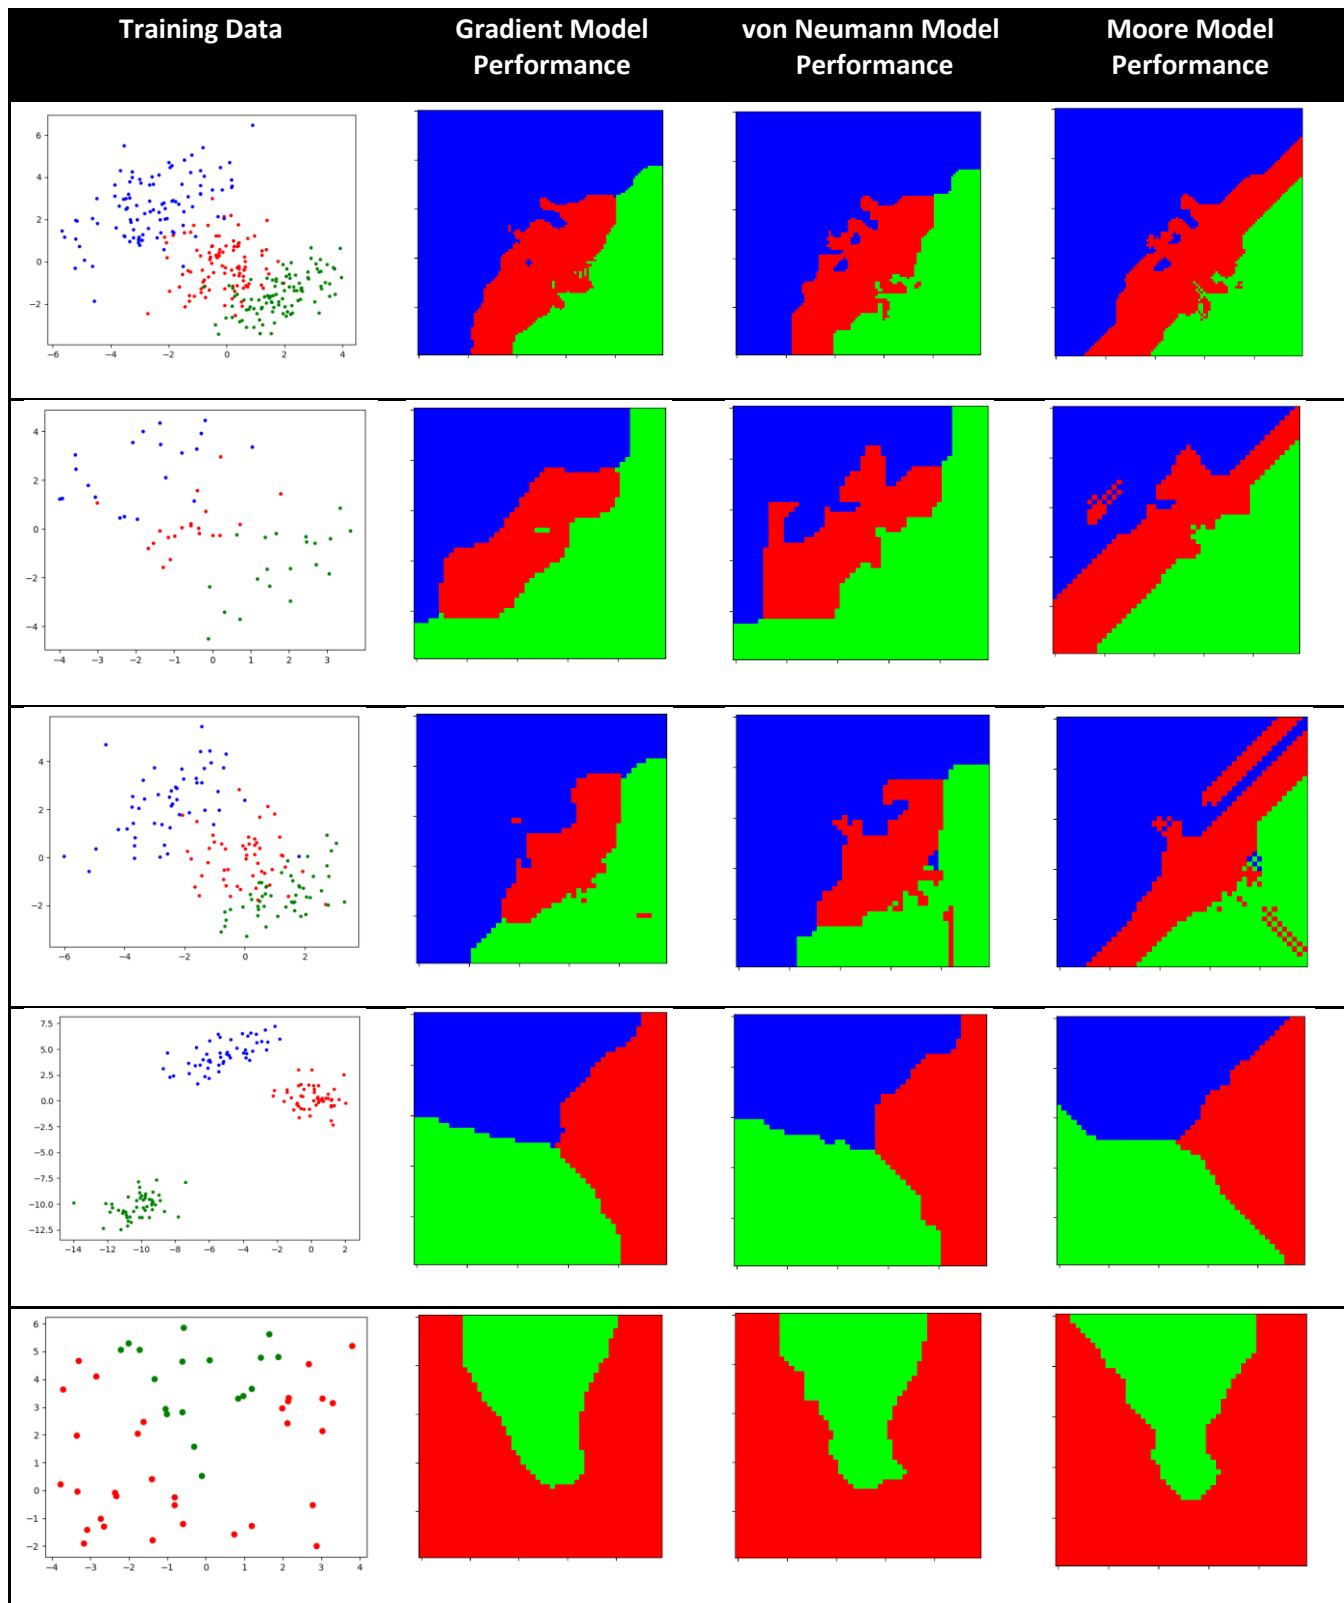 Training Data
Gradient Model
Performance
von Neumann Model
Performance
Moore Model
Performance
6
4
2
0
−2
−6 −4 −2 0 2 4
4
2
0
−2
−4
−4 −3 −2 −1 0 1 2 3
4
2
0
−2
−6 −4 −2 0 2
7.5
5.0
2.5
0.0
−2.5
−5.0
−7.5
−10.0
−12.5
−14 −12 −10 −8 −6 −4 −2 0 2
6
5
4
3
2
1
0
−1
−2
−4 −3 −2 −1 0 1 2 3 4